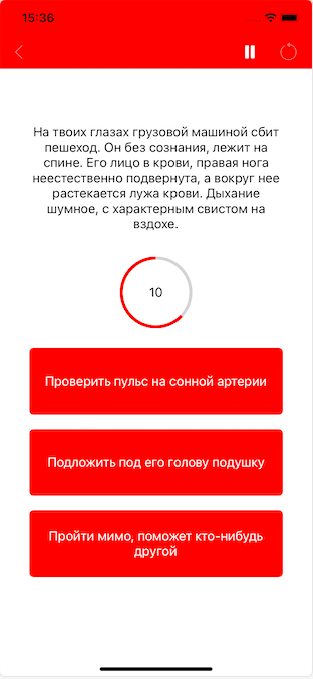 15:36
На твоих глазах грузовой машиной сбит
пешеход. Он без сознания, лежит на
спине. Его лицо в крови, правая нога
неестественно подвернута, а вокруг нее
растекается лужа крови. Дыхание
шумное, с характерным свистом на
вздохе.
10
Проверить пульс на сонной артерии
Подложить под его голову подушку
Пройти мимо, поможет кто-нибудь
другой